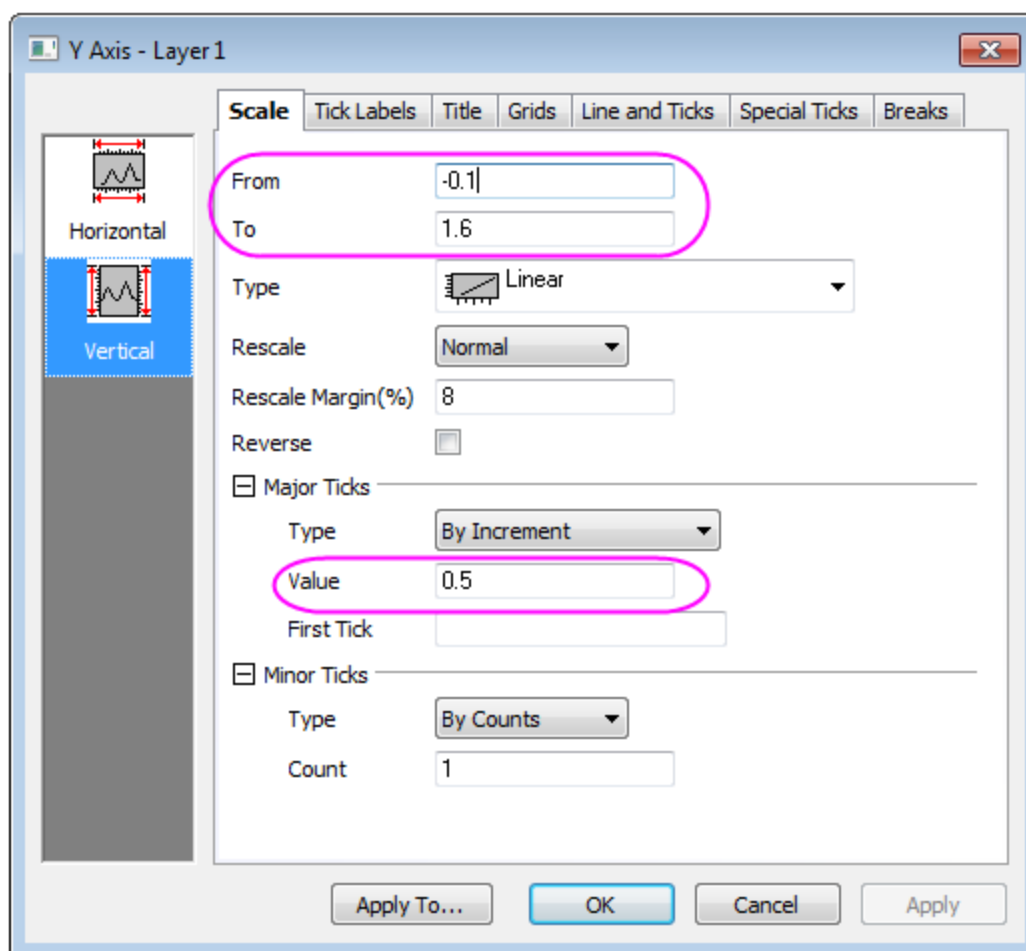 Y Axis - Layer 1
Scale Tick Labels Title Grids Line and Ticks Special Ticks Breaks
Horizontal
Vertical
From -0.1
To 1.6
Type Linear
Rescale Normal
Rescale Margin(%) 8
Reverse
Major Ticks
Type By Increment
Value 0.5
First Tick
Minor Ticks
Type By Counts
Count 1
Apply To... OK Cancel Apply